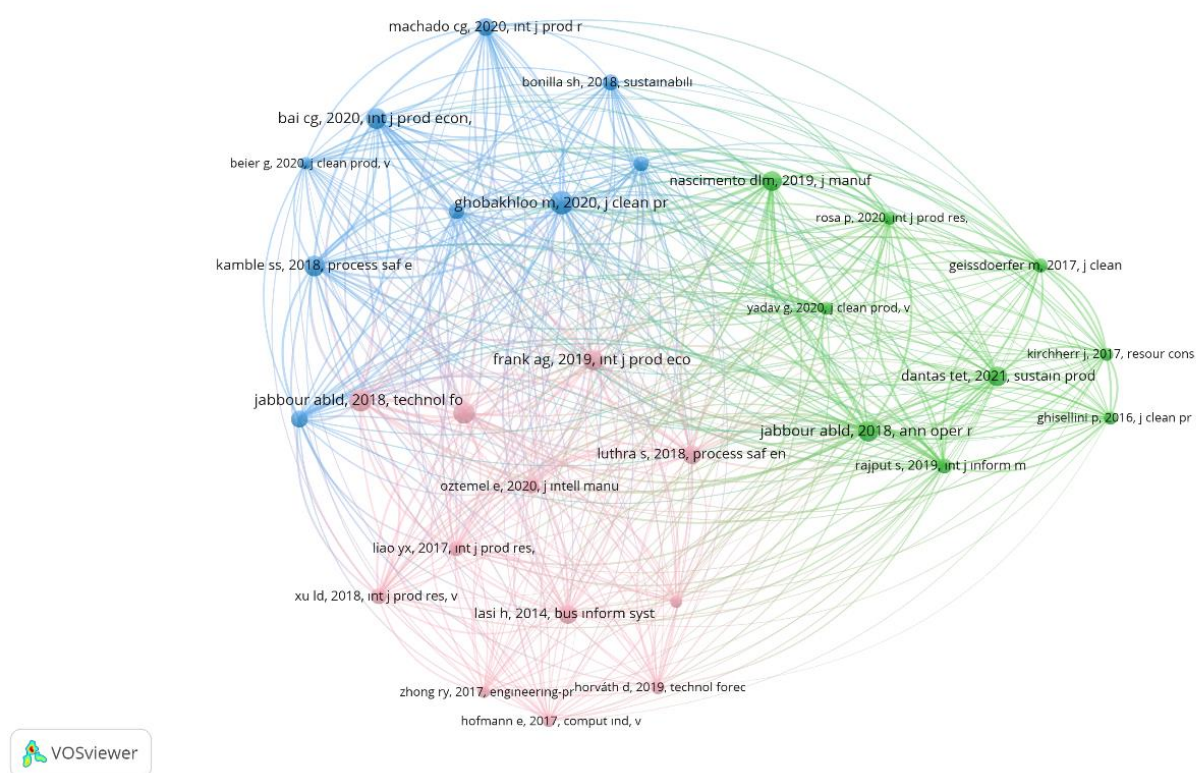 machado cg, 2020, ınt j prod r
bonilla sh, 2018, sustaınabılı
bai cg, 2020, ınt j prod econ,
beier g, 2020, j clean prod, v
nascimento dlm, 2019, j manuf
ghobakhloo m, 2020, j clean pr
rosa p, 2020, ınt j prod res,
kamble ss, 2018, process saf e
geissdoerfer m, 2017, j clean
yadav g, 2020, j clean prod, v
kirchherr j, 2017, resour cons
frank ag, 2019, ınt j prod eco
dantas tet, 2021, sustain prod
jabbour abld, 2018, technol fo
ghisellini p, 2016, j clean pr
jabbour abld, 2018, ann oper r
luthra s, 2018, process saf en
rajput s, 2019, ınt j ınform m
oztemel e, 2020, j ıntell manu
liao yx, 2017, ınt j prod res,
xu ld, 2018, ınt j prod res, v
lasi h, 2014, bus ınform syst
zhong ry, 2017, engıneerıng-pr
horváth d, 2019, technol forec
hofmann e, 2017, comput ınd, v
VOSviewer